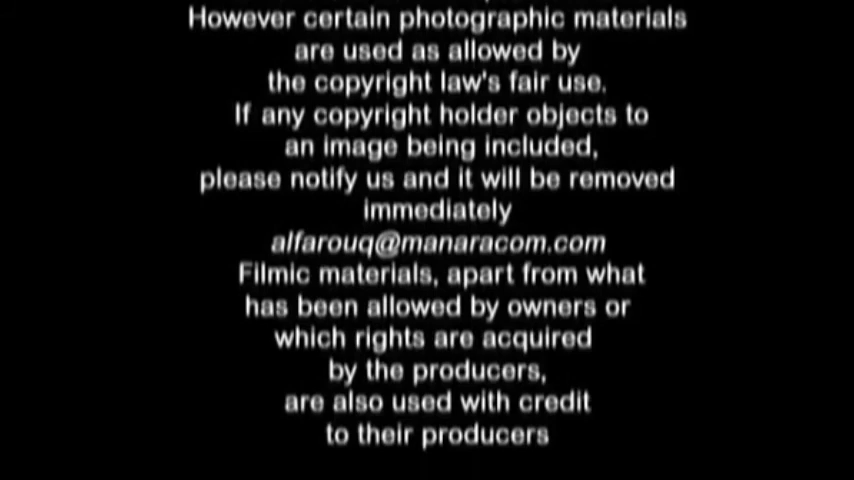 However certain photographic materials
are used as allowed by
the copyright law's fair use.
If any copyright holder objects to
an image being included,
please notify us and it will be removed
immediately
alfarouq@manaracom.com
Filmic materials, apart from what
has been allowed by owners or
which rights are acquired
by the producers,
are also used with credit
to their producers